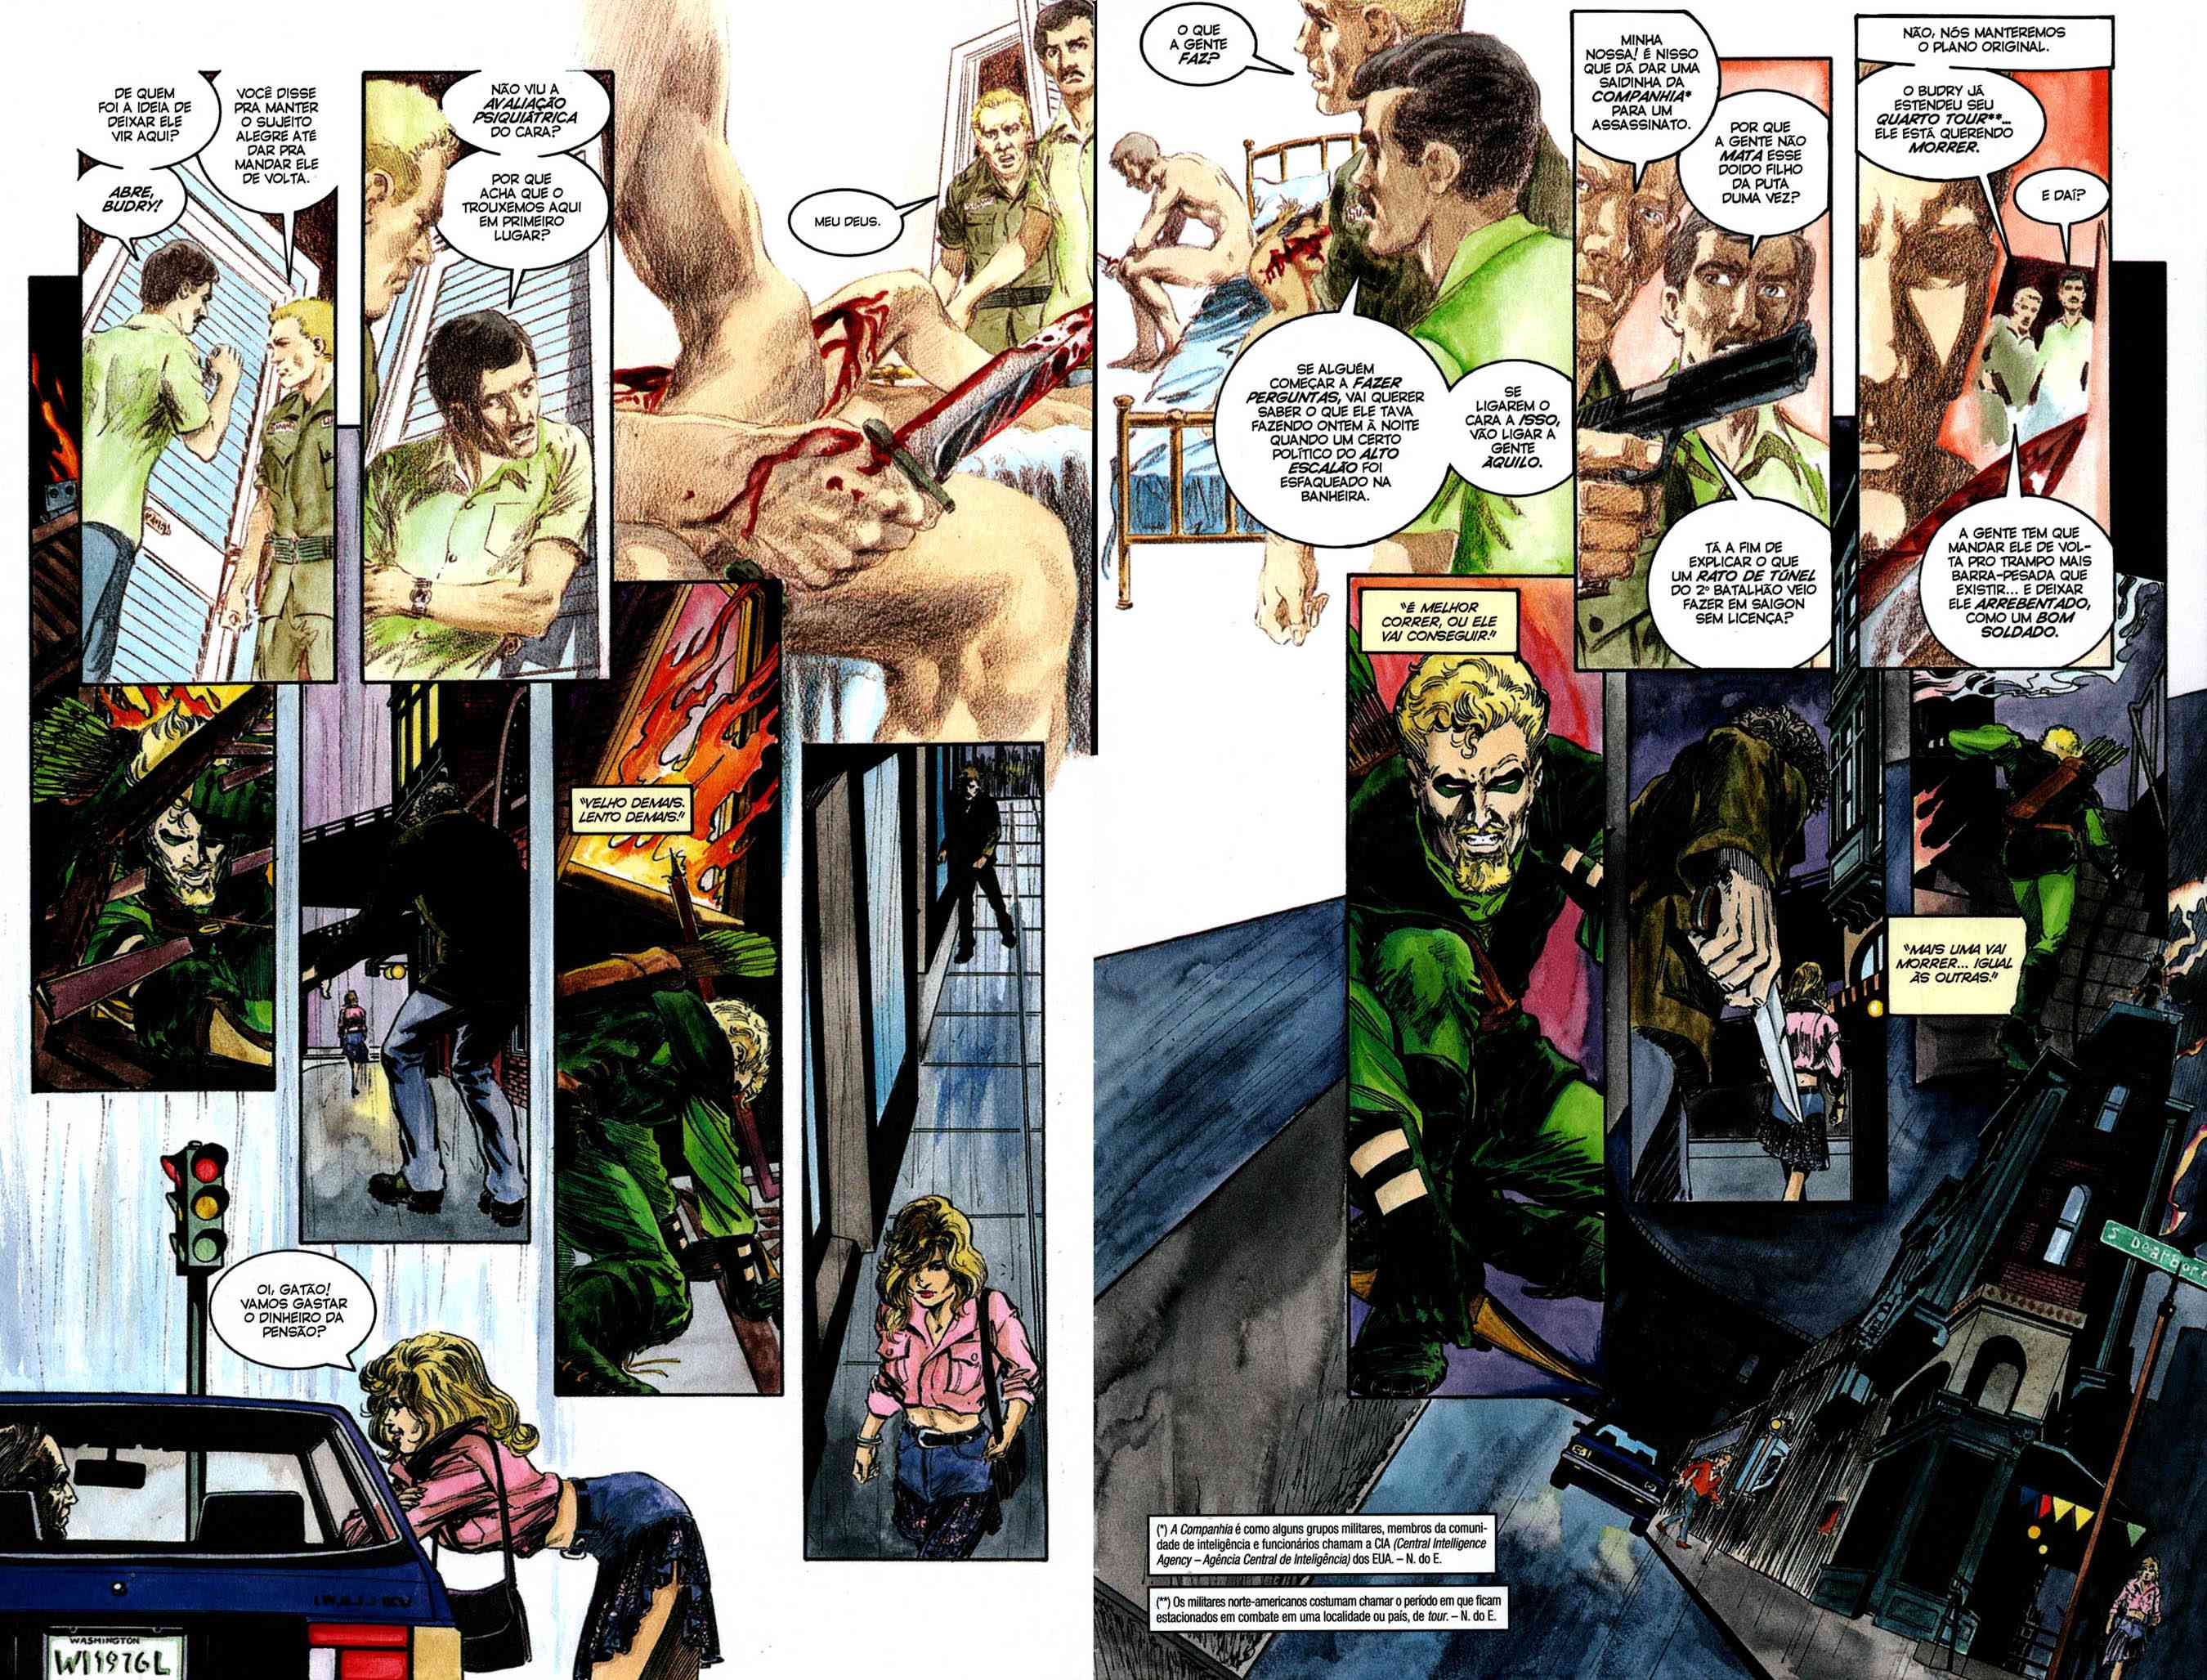 DE QUEM
FOI A IDEIA DE
DEIXAR ELE
VIR AQUI?
ABRE,
BUDRY!
VOCÊ DISSE
PRA MANTER
O SUJEITO
ALEGRE ATÉ
DAR PRA
MANDAR ELE
DE VOLTA.
NÃO VIU A
AVALIAÇÃO
PSIQUIÁTRICA
DO CARA?
POR QUE
ACHA QUE O
TROUXEMOS AQUI
EM PRIMEIRO
LUGAR?
MEU DEUS.
"VELHO DEMAIS.
LENTO DEMAIS."
OI, GATÃO!
VAMOS GASTAR
O DINHEIRO DA
PENSÃO?
WASHINGTON
O QUE
A GENTE
FAZ?
SE ALGUÉM
COMEÇAR A FAZER
PERGUNTAS, VAI QUERER
SABER O QUE ELE TAVA
FAZENDO ONTEM À NOITE
QUANDO UM CERTO
POLÍTICO DO ALTO
ESCALÃO FOI
ESFAQUEADO NA
BANHEIRA.
SE
LIGAREM O
CARA A ISSO,
VÃO LIGAR A
GENTE
ÀQUILO.
MINHA
NOSSA! É NISSO
QUE DÁ DAR UMA
SAIDINHA DA
COMPANHIA*
PARA UM
ASSASSINATO.
POR QUE
A GENTE NÃO
MATA ESSE
DOIDO FILHO
DA PUTA
DUMA VEZ?
TÁ A FIM DE
EXPLICAR O QUE
UM RATO DE TÚNEL
DO 2º BATALHÃO VEIO
FAZER EM SAIGON
SEM LICENÇA?
NÃO, NÓS MANTEREMOS
O PLANO ORIGINAL.
O BUDRY JÁ
ESTENDEU SEU
QUARTO TOUR**...
ELE ESTÁ QUERENDO
MORRER.
E DAÍ?
A GENTE TEM QUE
MANDAR ELE DE VOL-
TA PRO TRAMPO MAIS
BARRA-PESADA QUE
EXISTIR... E DEIXAR
ELE ARREBENTADO,
COMO UM BOM
SOLDADO.
"É MELHOR
CORRER, OU ELE
VAI CONSEGUIR."
"MAIS UMA VAI
MORRER... IGUAL
ÀS OUTRAS."
(*) A Companhia é como alguns grupos militares, membros da comuni-
dade de inteligência e funcionários chamam a CIA (Central Intelligence
Agency – Agência Central de Inteligência) dos EUA. – N. do E.
(**) Os militares norte-americanos costumam chamar o período em que ficam
estacionados em combate em uma localidade ou país, de tour. – N. do E.